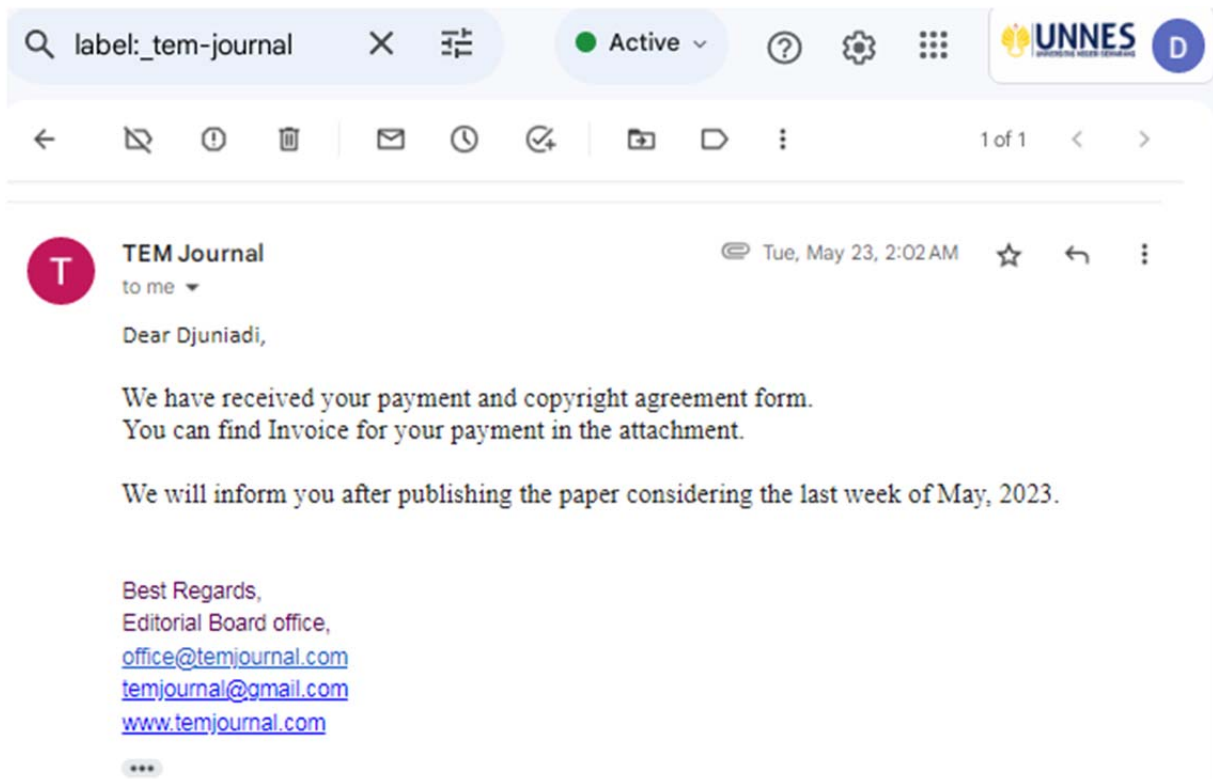 label:_tem-journal
Active
UNNES
UNIVERSITAS NEGERI SEMARANG
D
1 of 1
T
TEM Journal
Tue, May 23, 2:02 AM
to me
Dear Djuniadi,
We have received your payment and copyright agreement form.
You can find Invoice for your payment in the attachment.
We will inform you after publishing the paper considering the last week of May, 2023.
Best Regards,
Editorial Board office,
office@temjournal.com
temjournal@gmail.com
www.temjournal.com